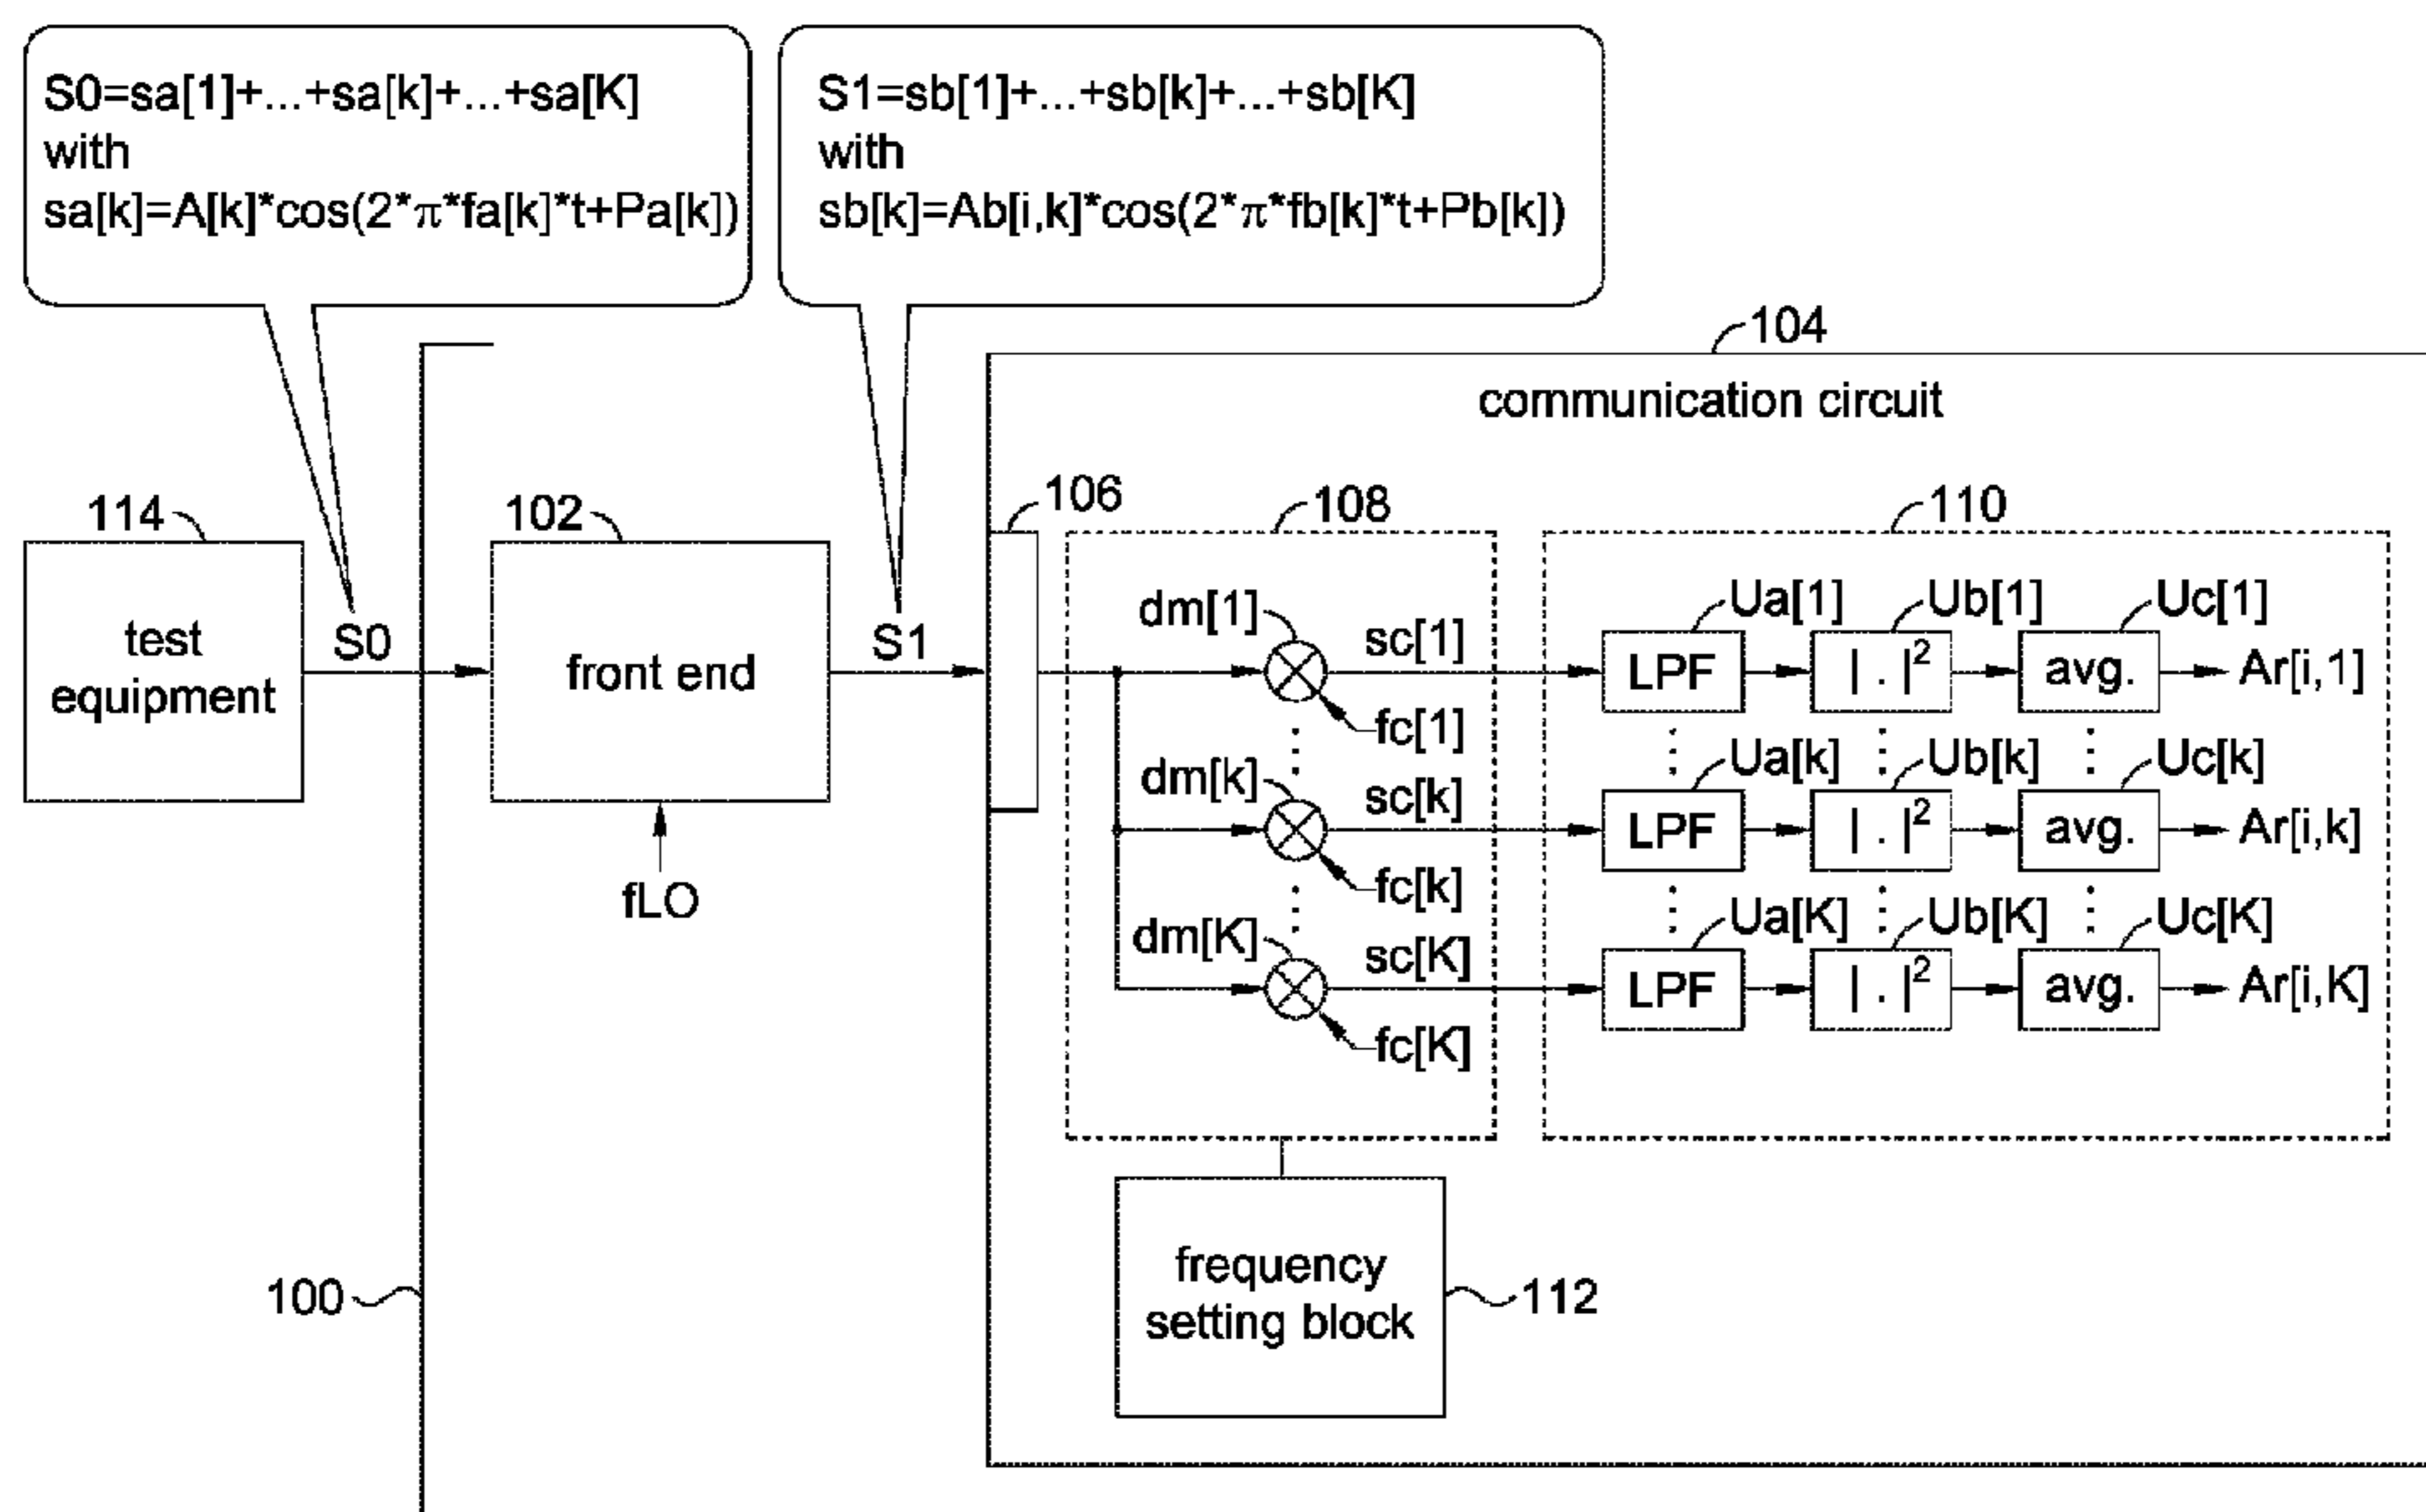 S0=sa[1]+...+sa[k]+...+sa[K]
with
sa[k]=A[k]*cos(2*π*fa[k]*t+Pa[k])
S1=sb[1]+...+sb[k]+...+sb[K]
with
sb[k]=Ab[i,k]*cos(2*π*fb[k]*t+Pb[k])
104
communication circuit
114
102
106
108
110
test
equipment
S0
front end
S1
fLO
dm[1]
sc[1]
fc[1]
Ua[1]
Ub[1]
Uc[1]
LPF
| . |²
avg.
Ar[i,1]
dm[k]
sc[k]
fc[k]
Ua[k]
Ub[k]
Uc[k]
LPF
| . |²
avg.
Ar[i,k]
dm[K]
sc[K]
fc[K]
Ua[K]
Ub[K]
Uc[K]
LPF
| . |²
avg.
Ar[i,K]
100
frequency
setting block
112